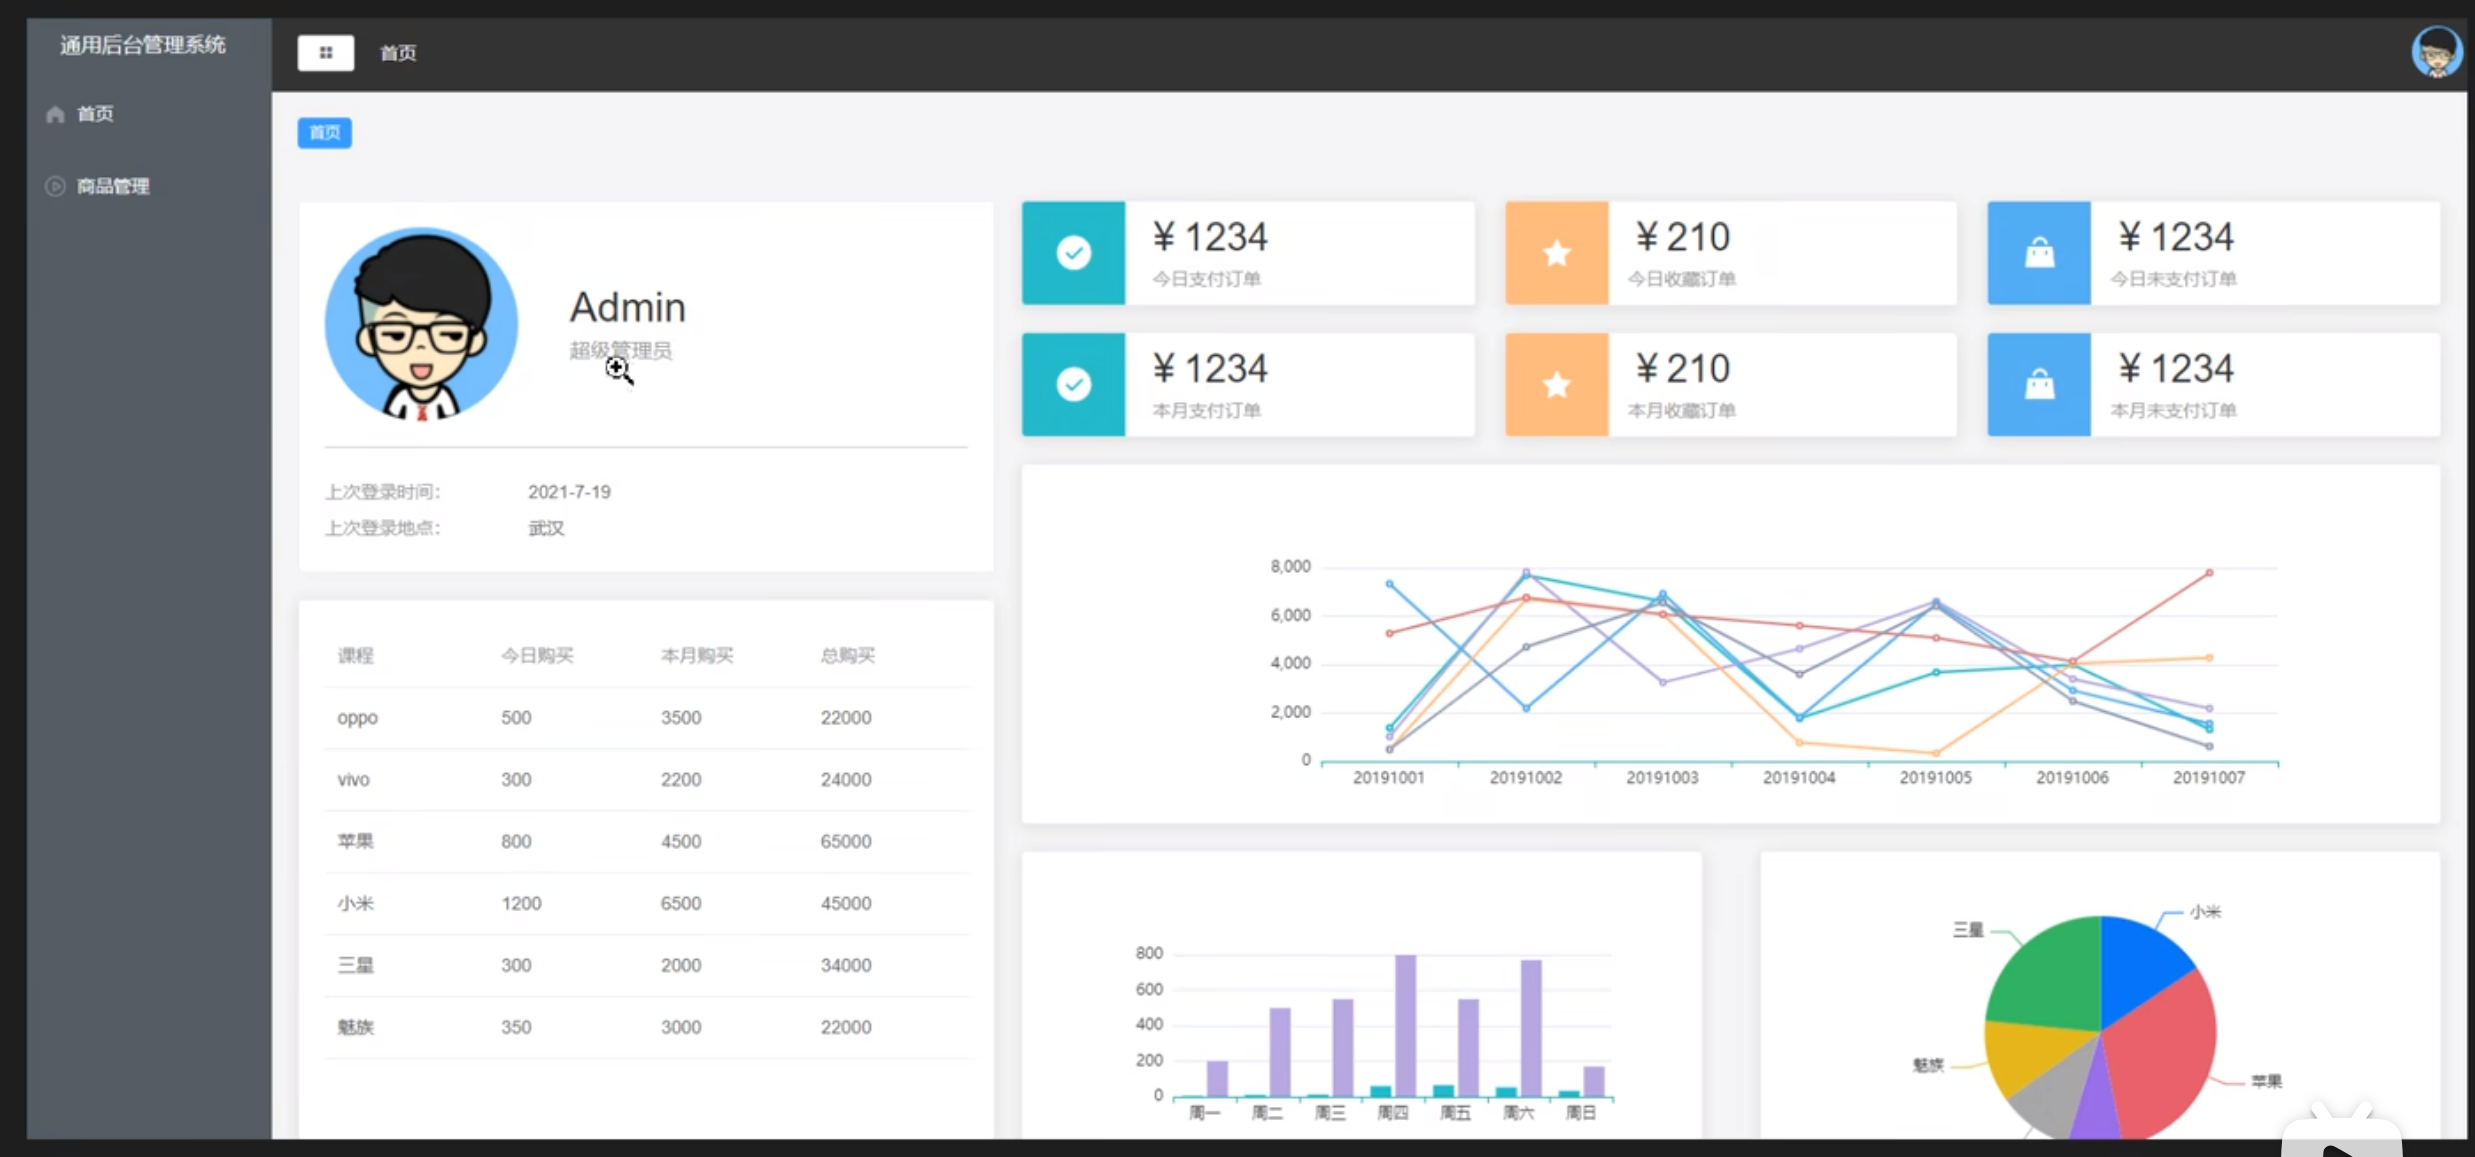 通用后台管理系统
首页
商品管理
首页
首页
Admin
超级管理员
上次登录时间: 2021-7-19
上次登录地点: 武汉
¥ 1234
今日支付订单
¥ 210
今日收藏订单
¥ 1234
今日未支付订单
¥ 1234
本月支付订单
¥ 210
本月收藏订单
¥ 1234
本月未支付订单
课程 今日购买 本月购买 总购买
oppo 500 3500 22000
vivo 300 2200 24000
苹果 800 4500 65000
小米 1200 6500 45000
三星 300 2000 34000
魅族 350 3000 22000
8,000
6,000
4,000
2,000
0
20191001 20191002 20191003 20191004 20191005 20191006 20191007
800
600
400
200
0
周一 周二 周三 周四 周五 周六 周日
小米
三星
魅族
苹果